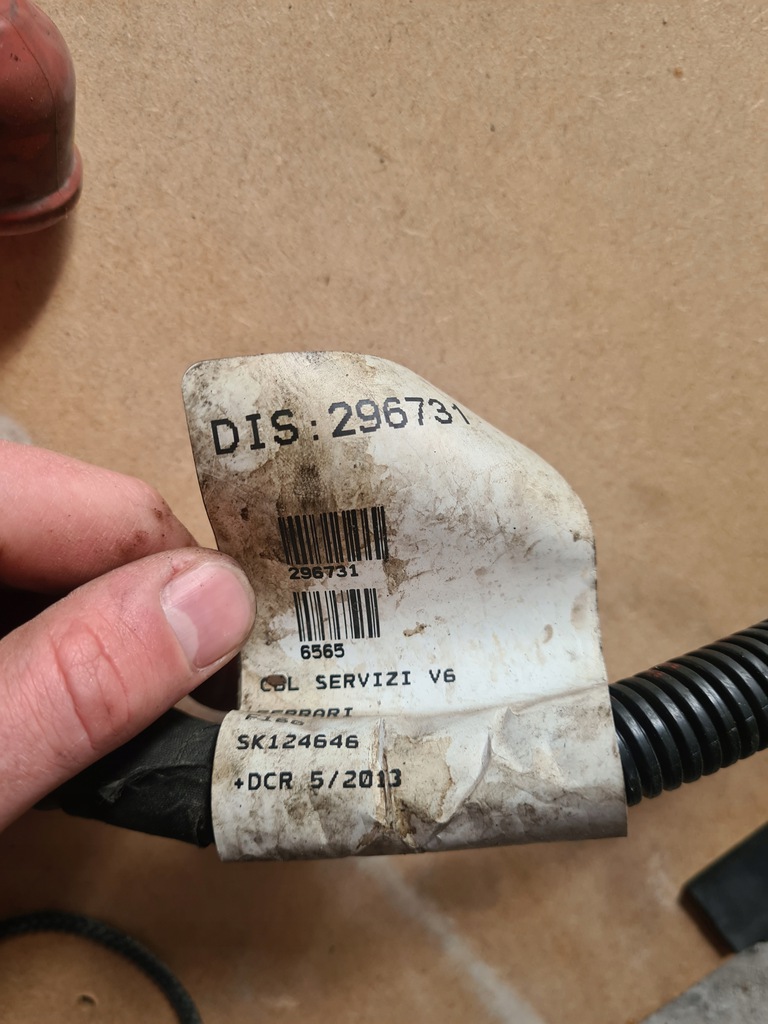 DIS:296731
296731
6565
CBL SERVIZI V6
SK124646
+DCR 5/2013